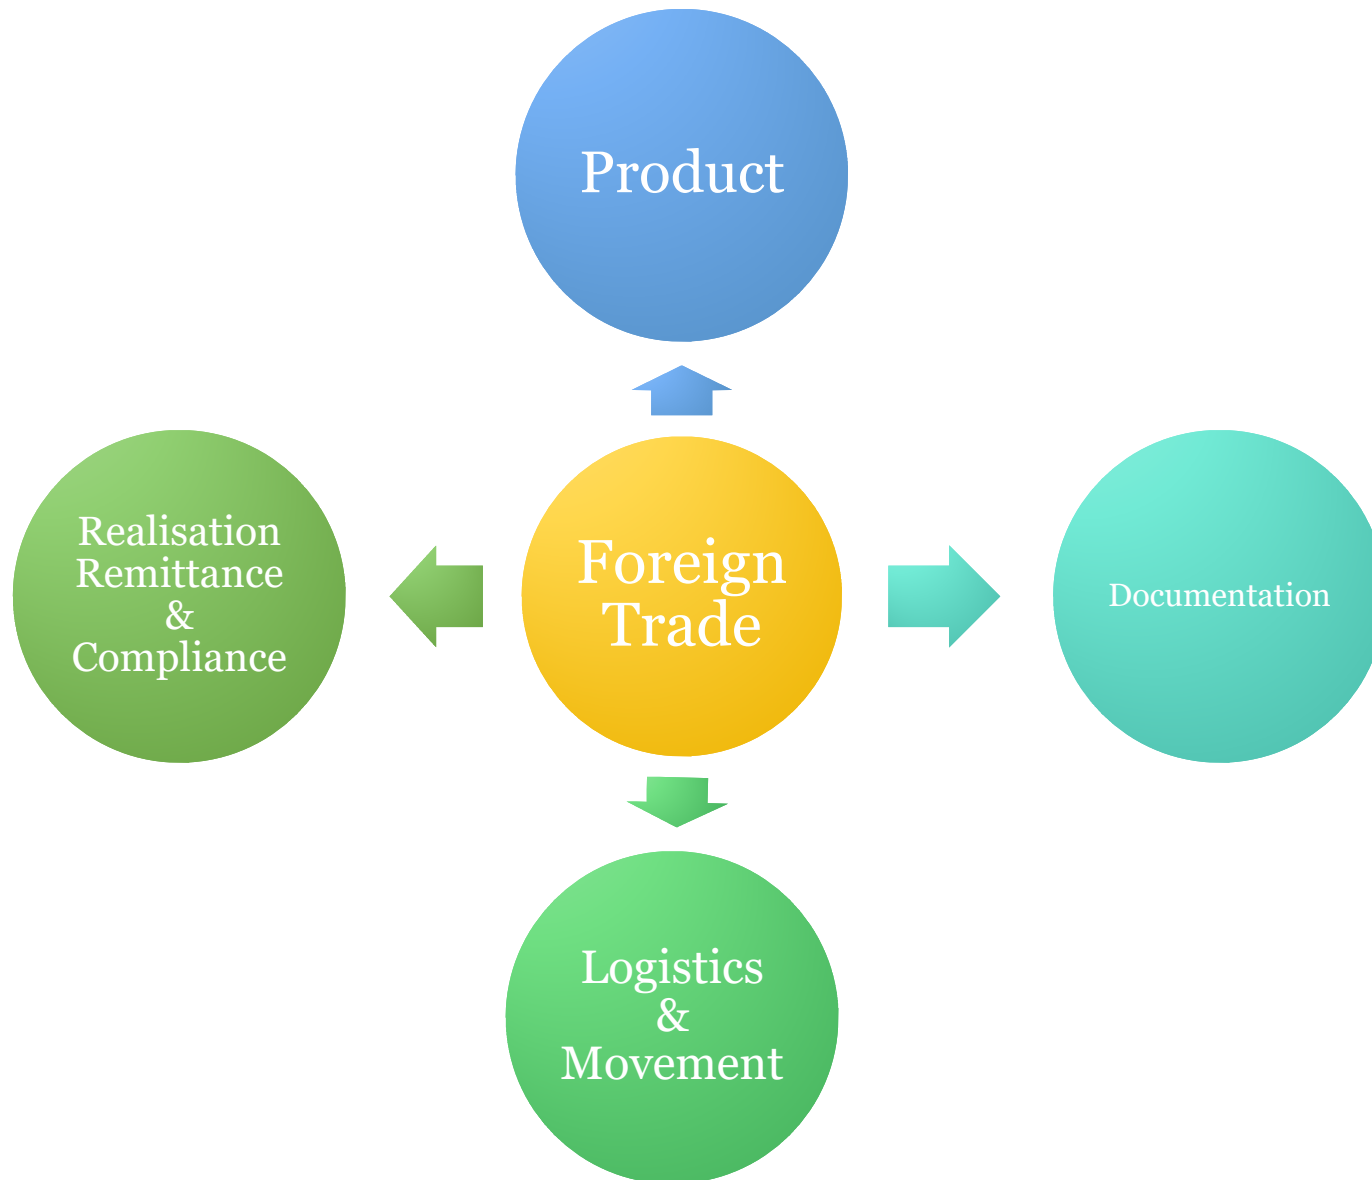 Product
Realisation
Remittance
&
Compliance
Foreign
Trade
Documentation
Logistics
&
Movement